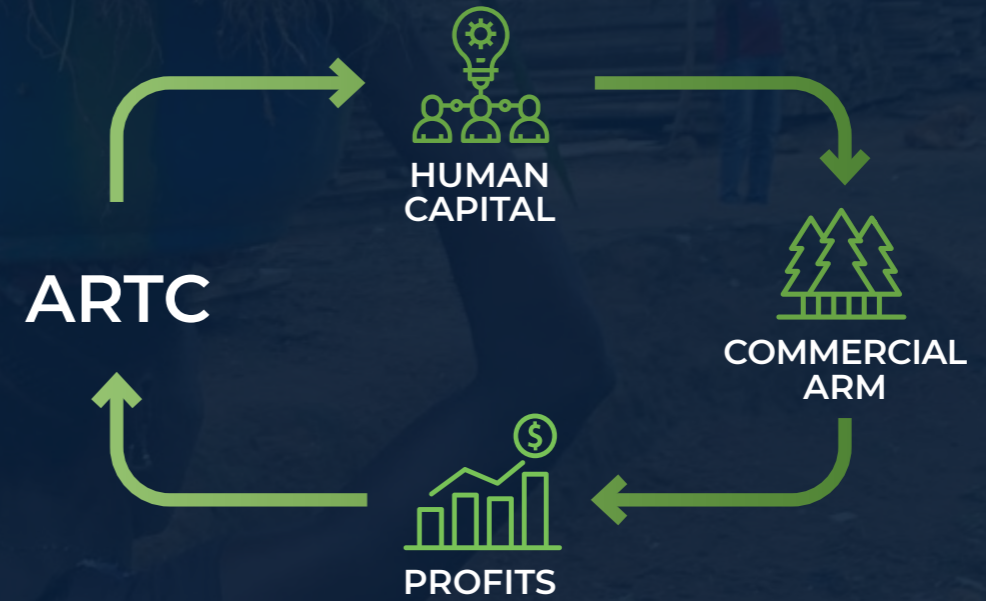 HUMAN
CAPITAL
ARTC
COMMERCIAL
ARM
$
PROFITS